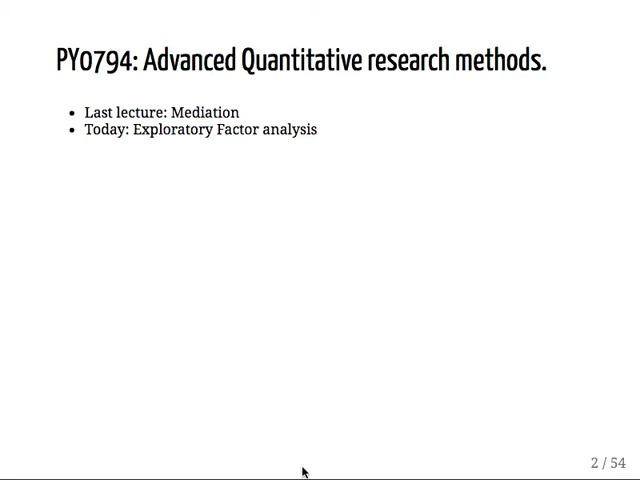 PY0794: Advanced Quantitative research methods.
• Last lecture: Mediation
• Today: Exploratory Factor analysis
2 / 54